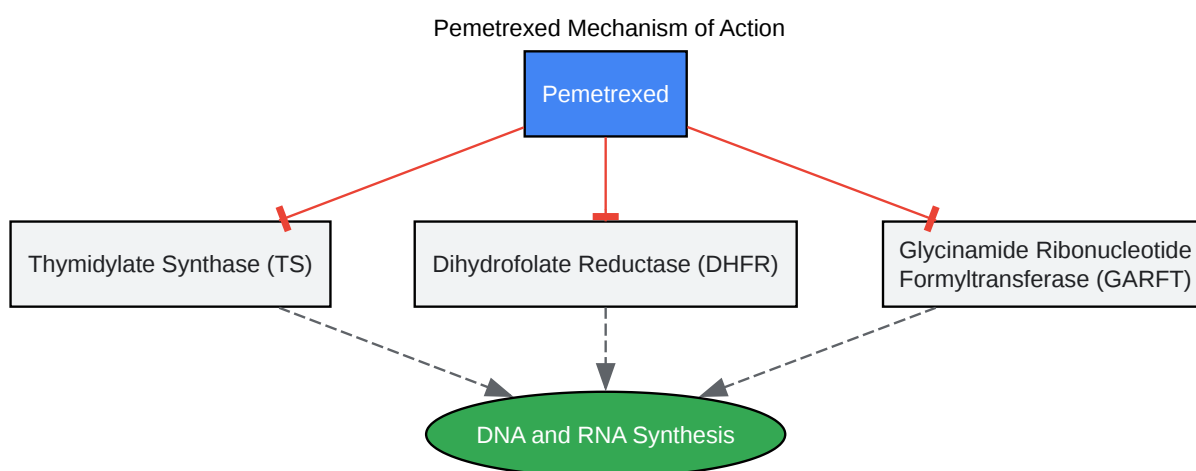 Pemetrexed Mechanism of Action
Pemetrexed
Thymidylate Synthase (TS)
Dihydrofolate Reductase (DHFR)
Glycinamide Ribonucleotide
Formyltransferase (GARFT)
DNA and RNA Synthesis